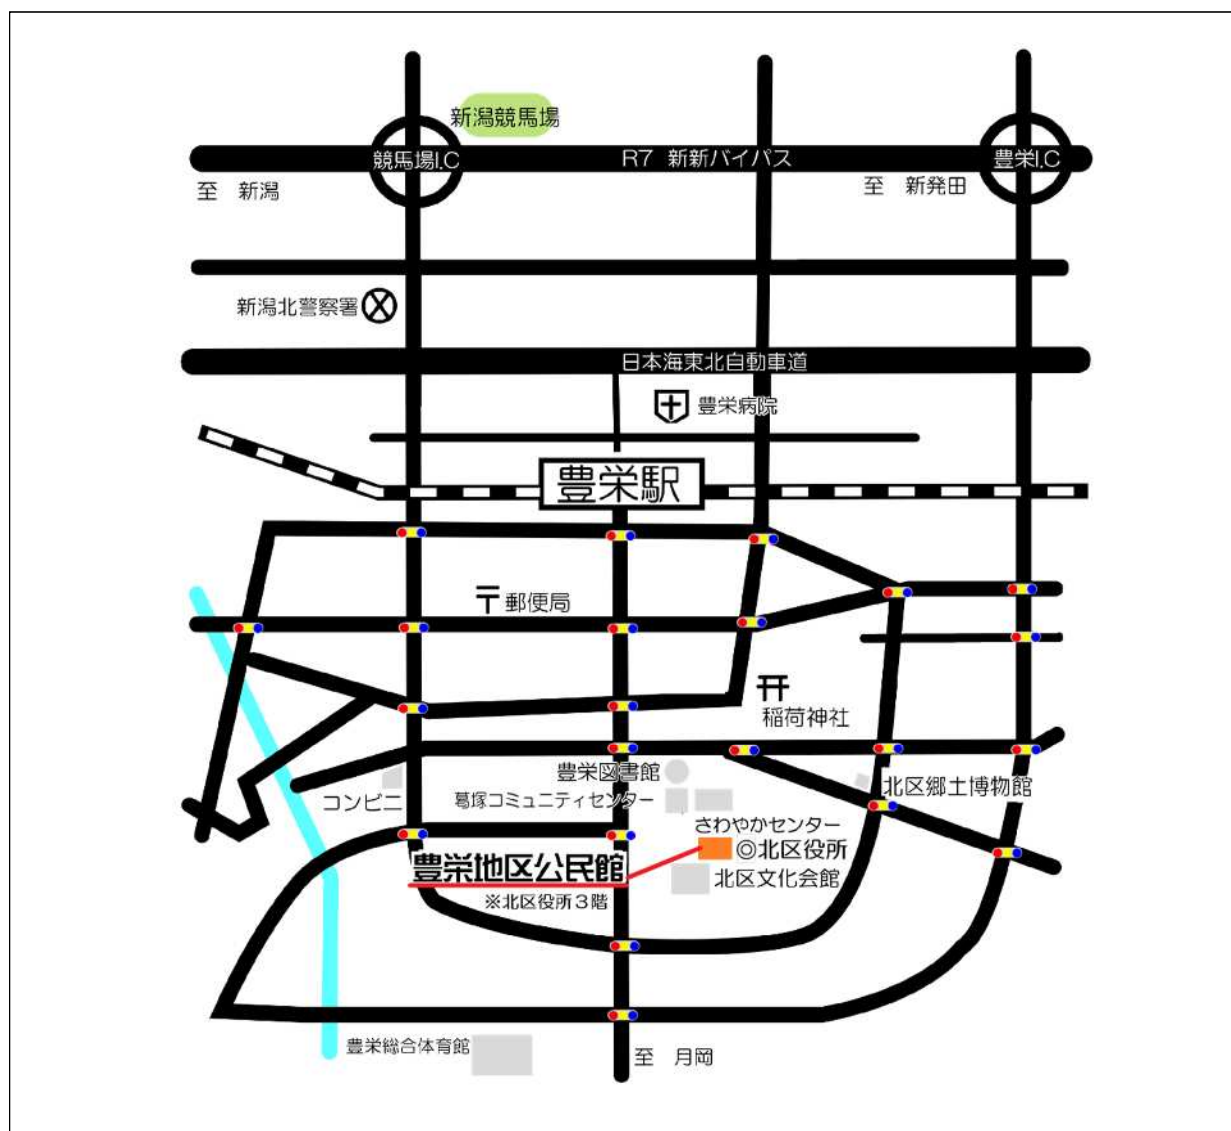 新潟競馬場
競馬場I.C
R7 新新バイパス
豊栄I.C
至 新潟
至 新発田
新潟北警察署
日本海東北自動車道
豊栄病院
豊栄駅
〒郵便局
稲荷神社
豊栄図書館
北区郷土博物館
コンビニ
葛塚コミュニティセンター
さわやかセンター
◎北区役所
豊栄地区公民館
北区文化会館
※北区役所3階
豊栄総合体育館
至 月岡